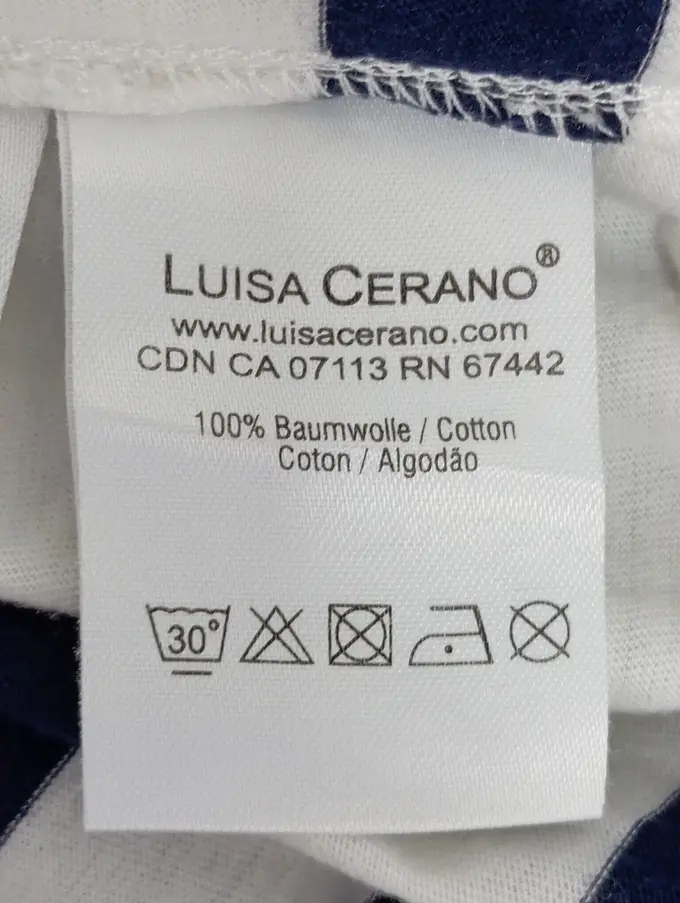 LUISA CERANO®
www.luisacerano.com
CDN CA 07113 RN 67442
100% Baumwolle / Cotton
Coton / Algodão
30°